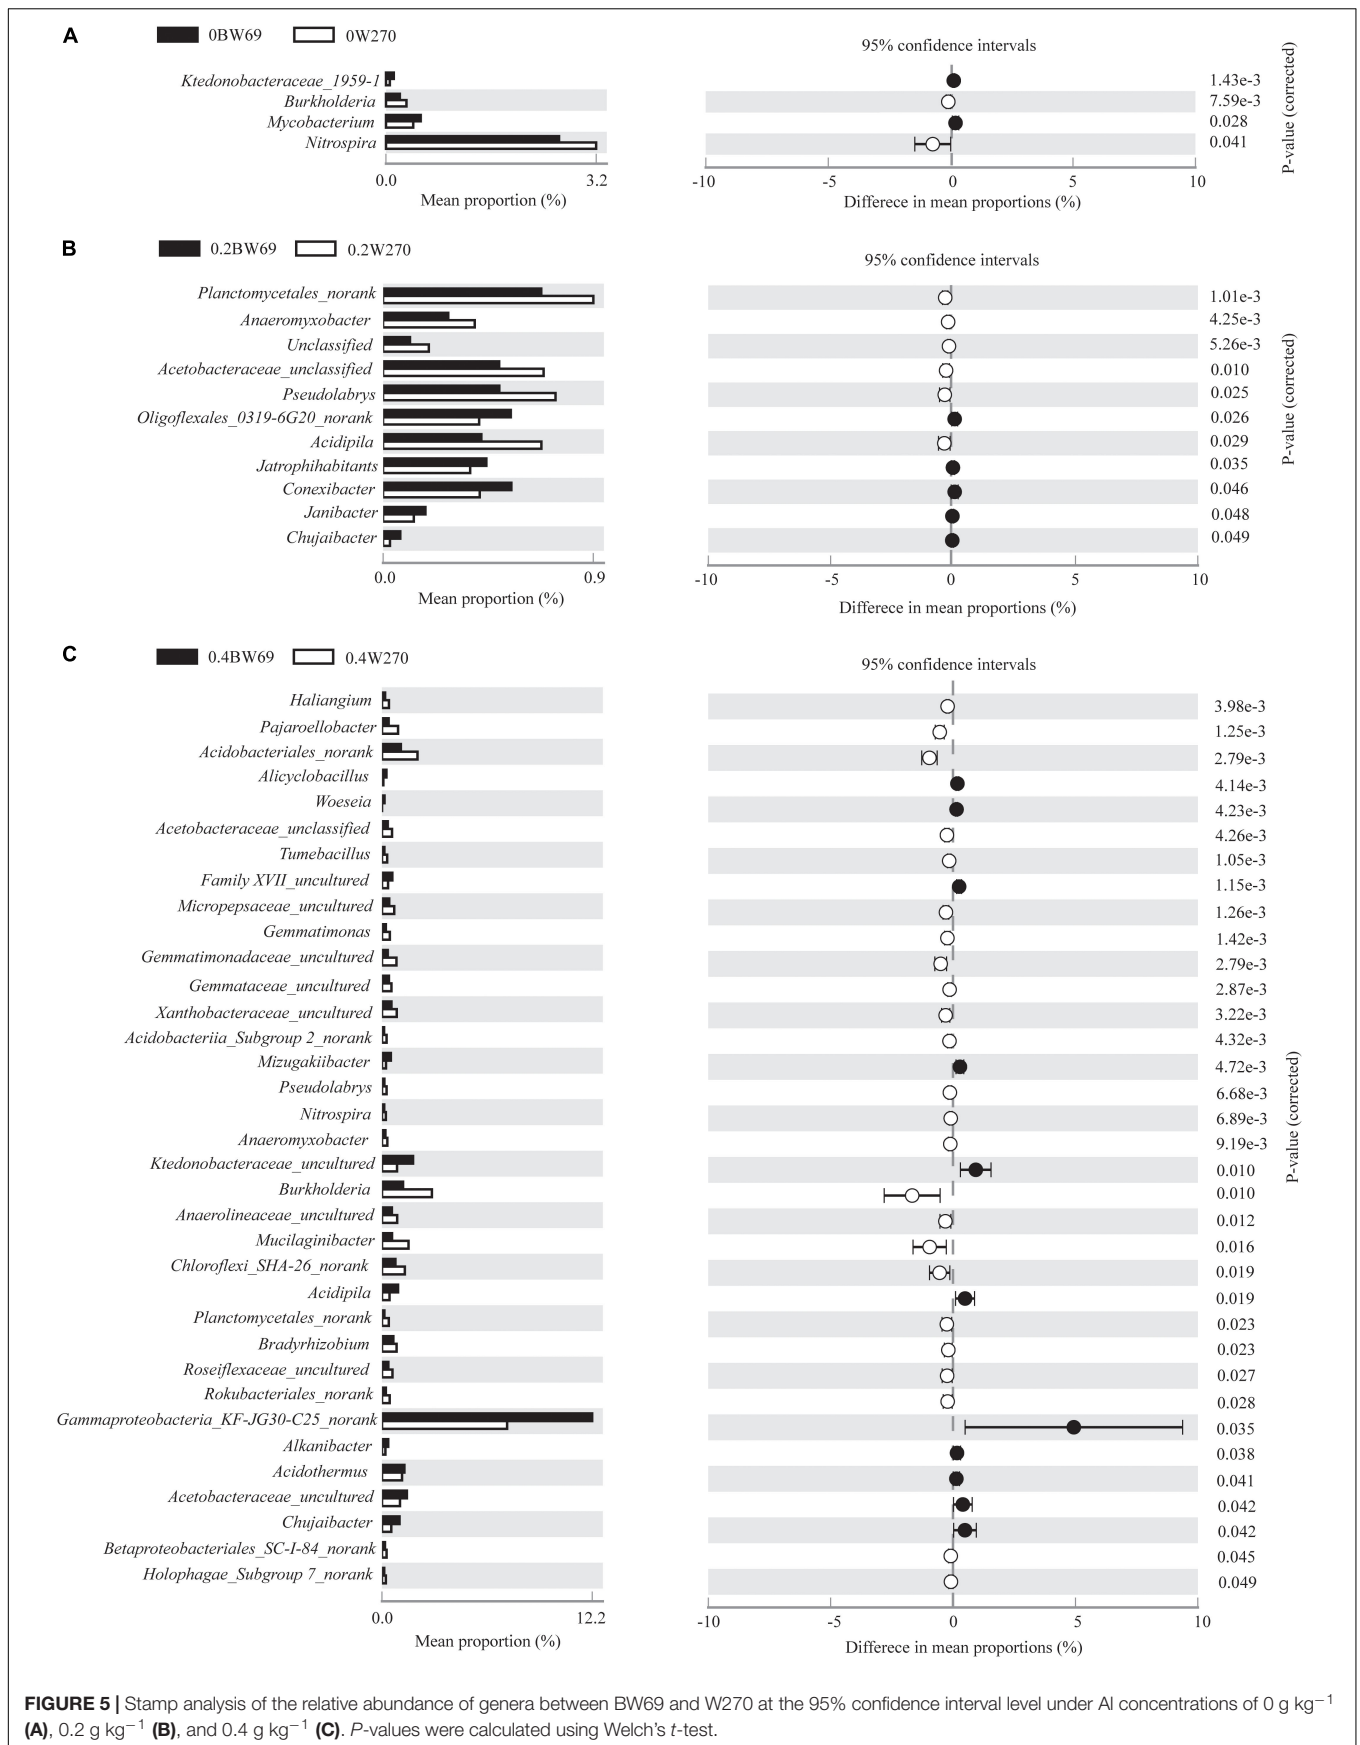 A
0BW69
0W270
95% confidence intervals
Ktedonobacteraceae_1959-1
1.43e-3
Burkholderia
7.59e-3
Mycobacterium
0.028
Nitrospira
0.041
P-value (corrected)
0.0
3.2
-10
-5
0
5
10
Mean proportion (%)
Differece in mean proportions (%)
B
0.2BW69
0.2W270
95% confidence intervals
Planctomycetales_norank
1.01e-3
Anaeromyxobacter
4.25e-3
Unclassified
5.26e-3
Acetobacteraceae_unclassified
0.010
Pseudolabrys
0.025
Oligoflexales_0319-6G20_norank
0.026
Acidipila
0.029
Jatrophihabitants
0.035
Conexibacter
0.046
Janibacter
0.048
Chujaibacter
0.049
P-value (corrected)
0.0
0.9
-10
-5
0
5
10
Mean proportion (%)
Differece in mean proportions (%)
C
0.4BW69
0.4W270
95% confidence intervals
Haliangium
3.98e-3
Pajaroellobacter
1.25e-3
Acidobacteriales_norank
2.79e-3
Alicyclobacillus
4.14e-3
Woeseia
4.23e-3
Acetobacteraceae_unclassified
4.26e-3
Tumebacillus
1.05e-3
Family XVII_uncultured
1.15e-3
Micropepsaceae_uncultured
1.26e-3
Gemmatimonas
1.42e-3
Gemmatimonadaceae_uncultured
2.79e-3
Gemmataceae_uncultured
2.87e-3
Xanthobacteraceae_uncultured
3.22e-3
Acidobacteriia_Subgroup 2_norank
4.32e-3
Mizugakiibacter
4.72e-3
Pseudolabrys
6.68e-3
Nitrospira
6.89e-3
Anaeromyxobacter
9.19e-3
Ktedonobacteraceae_uncultured
0.010
Burkholderia
0.010
Anaerolineaceae_uncultured
0.012
Mucilaginibacter
0.016
Chloroflexi_SHA-26_norank
0.019
Acidipila
0.019
Planctomycetales_norank
0.023
Bradyrhizobium
0.023
Roseiflexaceae_uncultured
0.027
Rokubacteriales_norank
0.028
Gammaproteobacteria_KF-JG30-C25_norank
0.035
Alkanibacter
0.038
Acidothermus
0.041
Acetobacteraceae_uncultured
0.042
Chujaibacter
0.042
Betaproteobacteriales_SC-I-84_norank
0.045
Holophagae_Subgroup 7_norank
0.049
P-value (corrected)
0.0
12.2
-10
-5
0
5
10
Mean proportion (%)
Differece in mean proportions (%)
FIGURE 5 | Stamp analysis of the relative abundance of genera between BW69 and W270 at the 95% confidence interval level under Al concentrations of 0 g kg⁻¹
(A), 0.2 g kg⁻¹ (B), and 0.4 g kg⁻¹ (C). P-values were calculated using Welch's t-test.